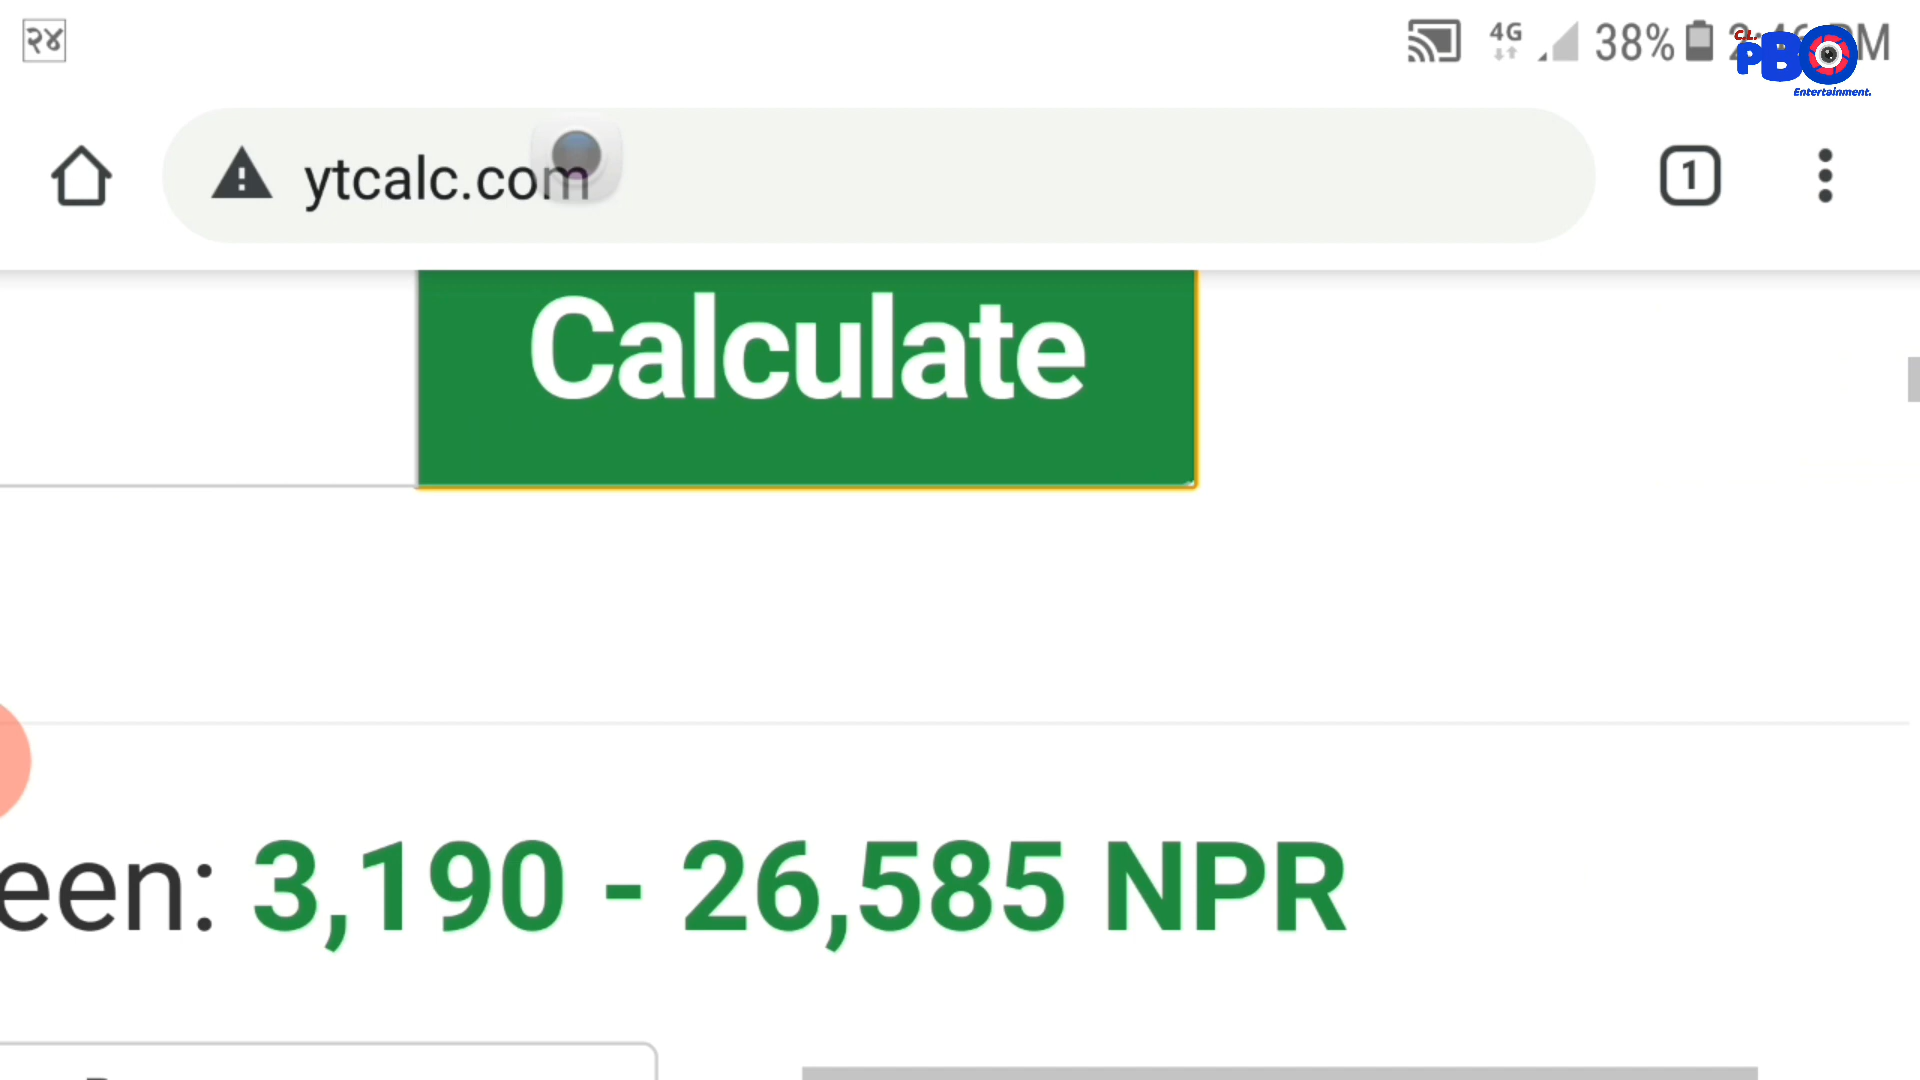 २४
4G 38%
CL.
PBO
Entertainment.
ytcalc.com
1
Calculate
een: 3,190 - 26,585 NPR